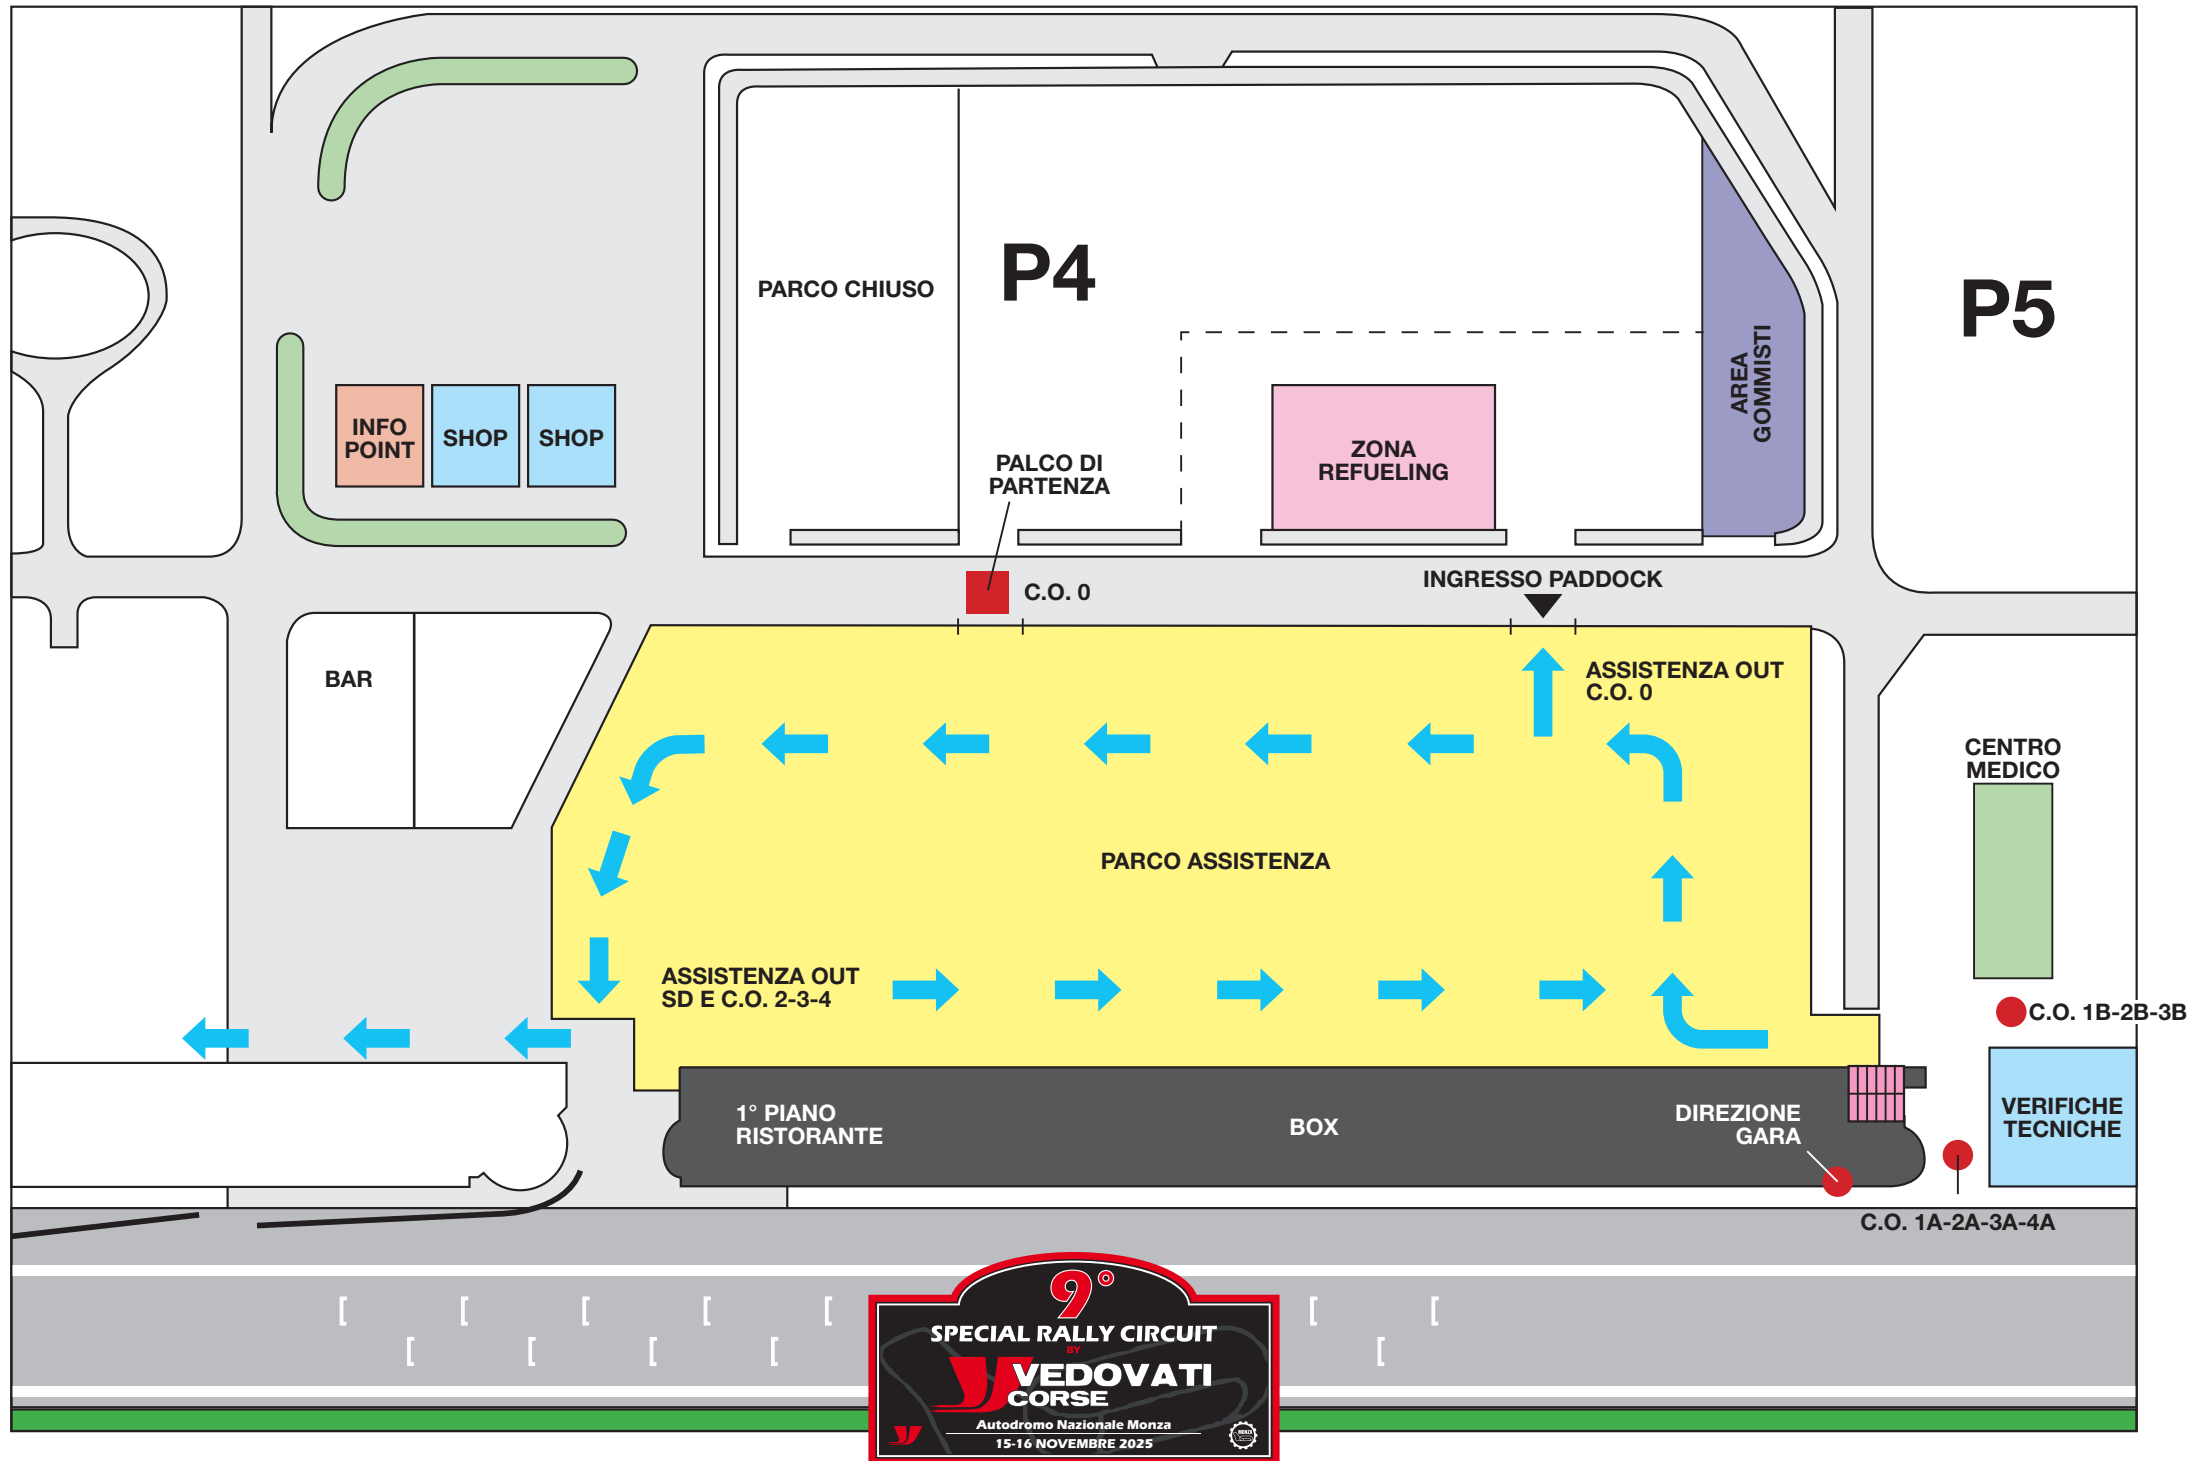 P4
PARCO CHIUSO
P5
AREA
GOMMISTI
INFO
POINT
SHOP
SHOP
ZONA
REFUELING
PALCO DI
PARTENZA
C.O. 0
INGRESSO PADDOCK
BAR
ASSISTENZA OUT
C.O. 0
CENTRO
MEDICO
PARCO ASSISTENZA
ASSISTENZA OUT
SD E C.O. 2-3-4
C.O. 1B-2B-3B
1° PIANO
RISTORANTE
BOX
DIREZIONE
GARA
VERIFICHE
TECNICHE
C.O. 1A-2A-3A-4A
9°
SPECIAL RALLY CIRCUIT
BY
VEDOVATI
CORSE
Autodromo Nazionale Monza
15-16 NOVEMBRE 2025
MONZA